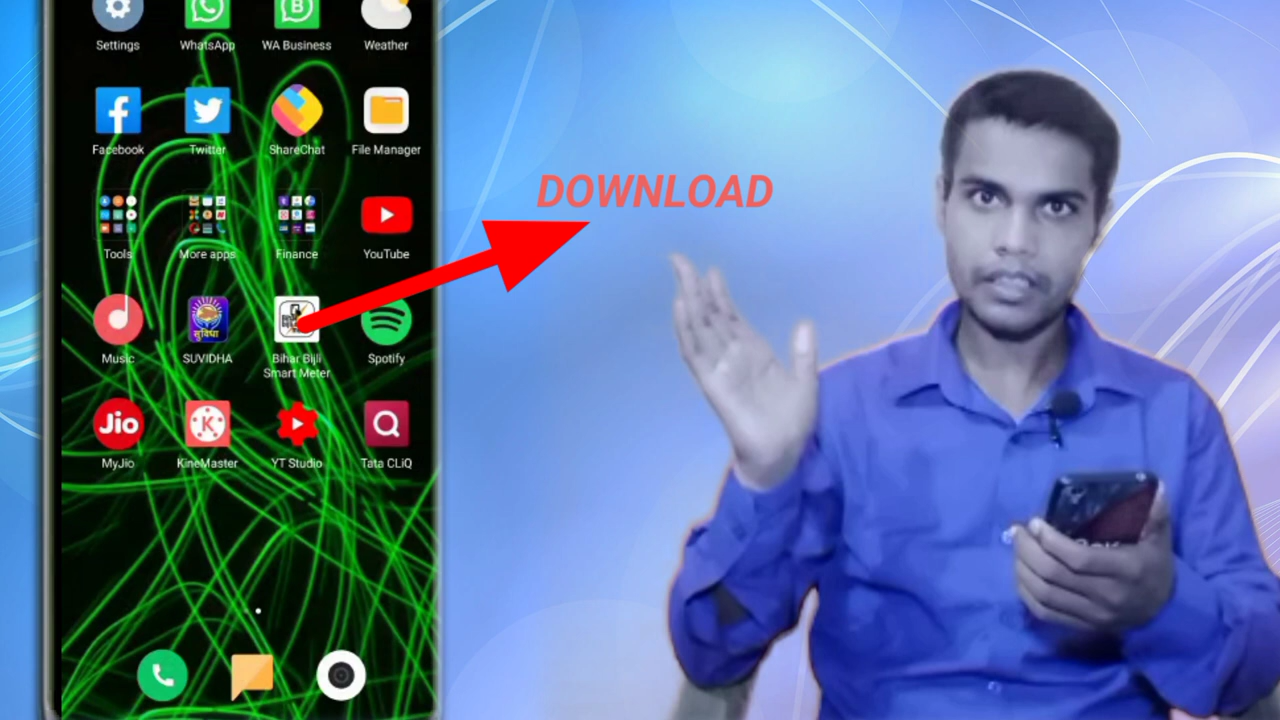 Settings
WhatsApp
WA Business
Weather
Facebook
Twitter
ShareChat
File Manager
Tools
More apps
Finance
YouTube
DOWNLOAD
Music
सुविधा
SUVIDHA
Bihar Bijli
Smart Meter
Spotify
Jio
MyJio
KineMaster
YT Studio
Tata CLiQ